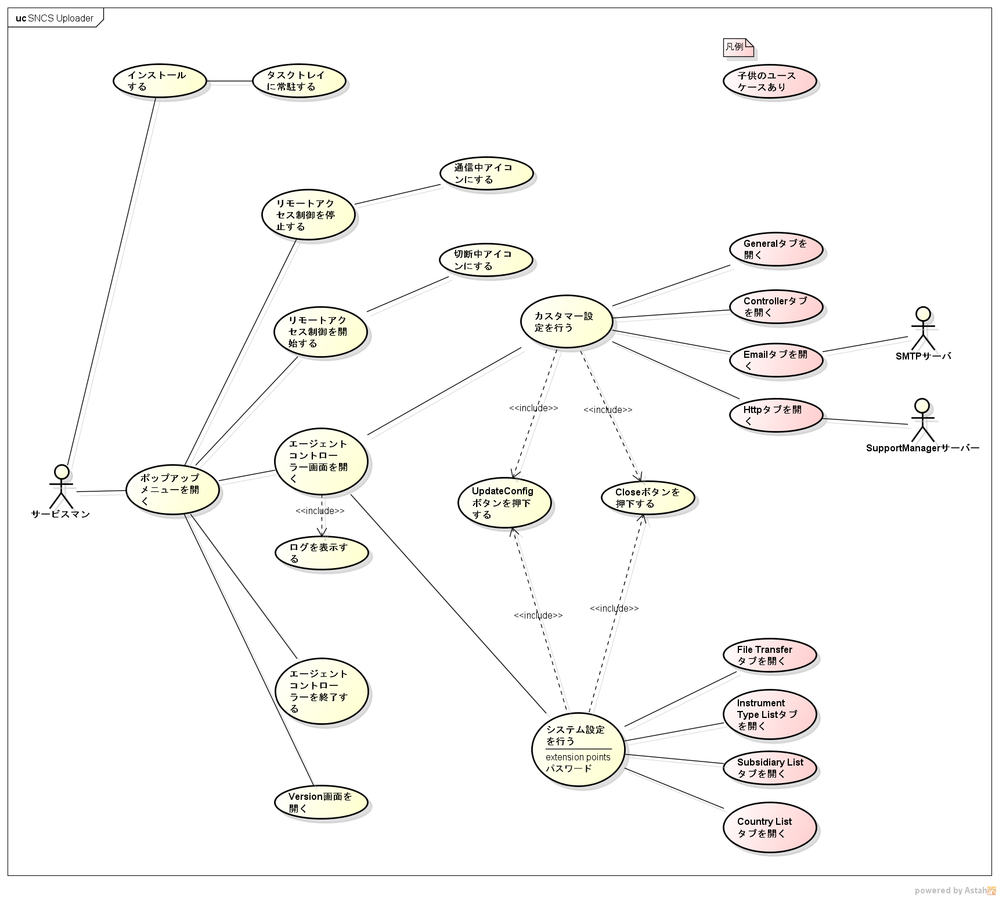 uc SNCS Uploader
凡例
インストール
する
タスクトレイ
に常駐する
子供のユース
ケースあり
通信中アイコ
ンにする
リモートアク
セス制御を停
止する
切断中アイコ
ンにする
Generalタブを
開く
リモートアク
セス制御を開
始する
カスタマー設
定を行う
Controllerタブ
を開く
Emailタブを開
く
SMTPサーバ
<<include>>
<<include>>
Httpタブを開
く
SupportManagerサーバー
エージェント
コントロー
ラー画面を開
く
ポップアップ
メニューを開
く
サービスマン
UpdateConfig
ボタンを押下
する
Closeボタンを
押下する
<<include>>
ログを表示す
る
<<include>>
<<include>>
エージェント
コントロー
ラーを終了す
る
File Transfer
タブを開く
Instrument
Type Listタブ
を開く
システム設定
を行う
extension points
パスワード
Subsidiary List
タブを開く
Version画面を
開く
Country List
タブを開く
powered by Astah